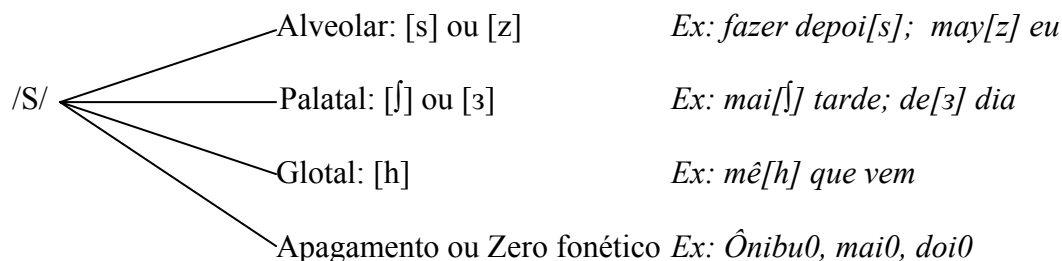 Alveolar: [s] ou [z] Ex: fazer depoi[s]; may[z] eu
/S/ Palatal: [ʃ] ou [ɜ] Ex: mai[ʃ] tarde; de[ɜ] dia
Glotal: [h] Ex: mê[h] que vem
Apagamento ou Zero fonético Ex: Ônibu0, mai0, doi0